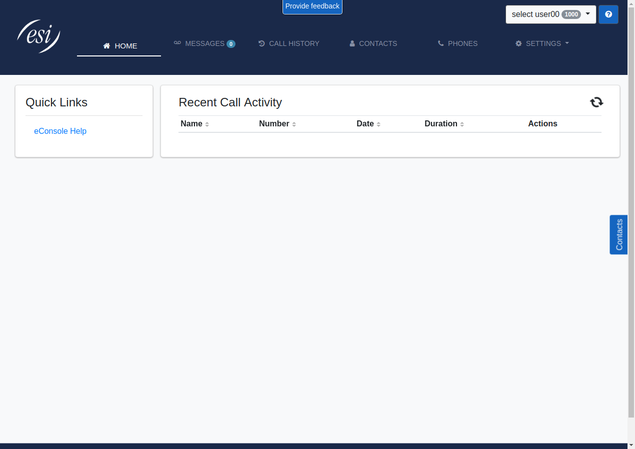 Provide feedback
select user00 1000
esi
HOME
MESSAGES 0
CALL HISTORY
CONTACTS
PHONES
SETTINGS
Quick Links
eConsole Help
Recent Call Activity
Name Number Date Duration Actions
Contacts